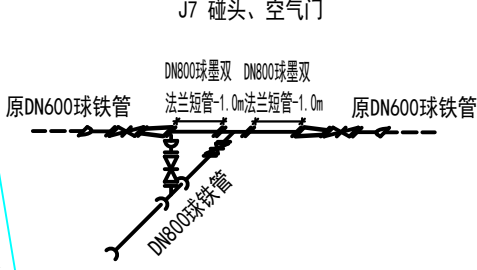 J7 碰头、空气门
DN800球墨双 DN800球墨双
法兰短管-1.0m法兰短管-1.0m
原DN600球铁管 原DN600球铁管
DN800球铁管